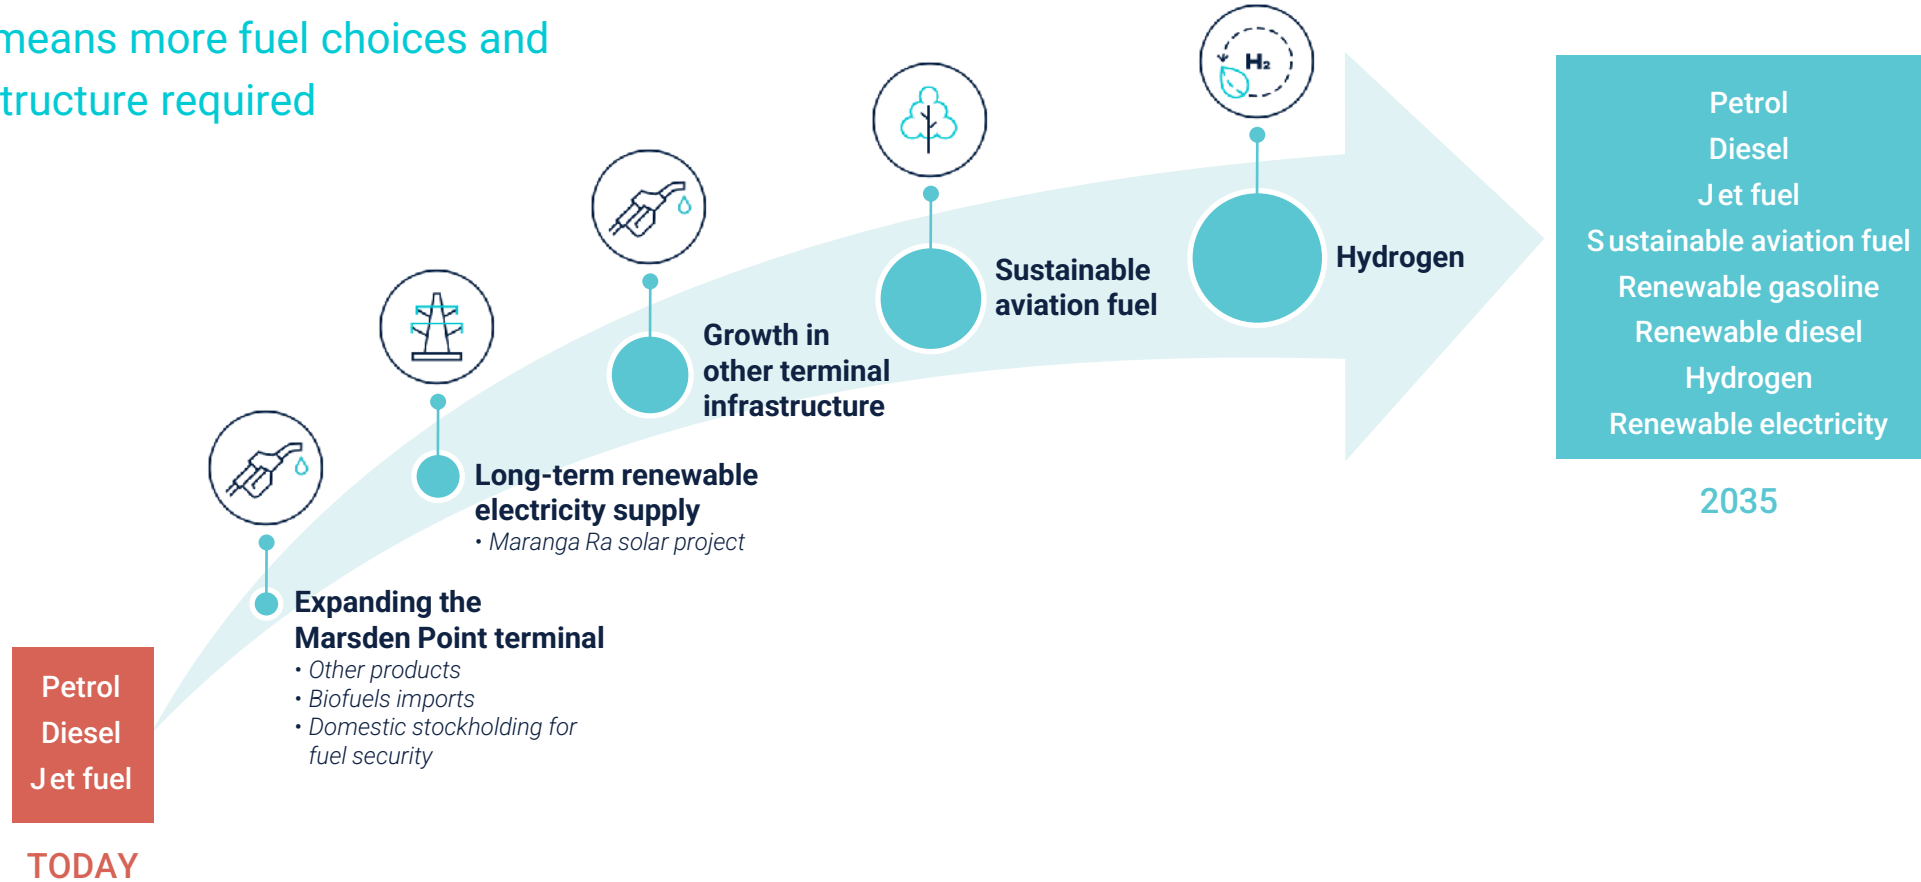 means more fuel choices and
tructure required
H₂
Hydrogen
Sustainable
aviation fuel
Growth in
other terminal
infrastructure
Long-term renewable
electricity supply
• Maranga Ra solar project
Expanding the
Marsden Point terminal
• Other products
• Biofuels imports
• Domestic stockholding for
fuel security
Petrol
Diesel
Jet fuel
TODAY
Petrol
Diesel
Jet fuel
Sustainable aviation fuel
Renewable gasoline
Renewable diesel
Hydrogen
Renewable electricity
2035